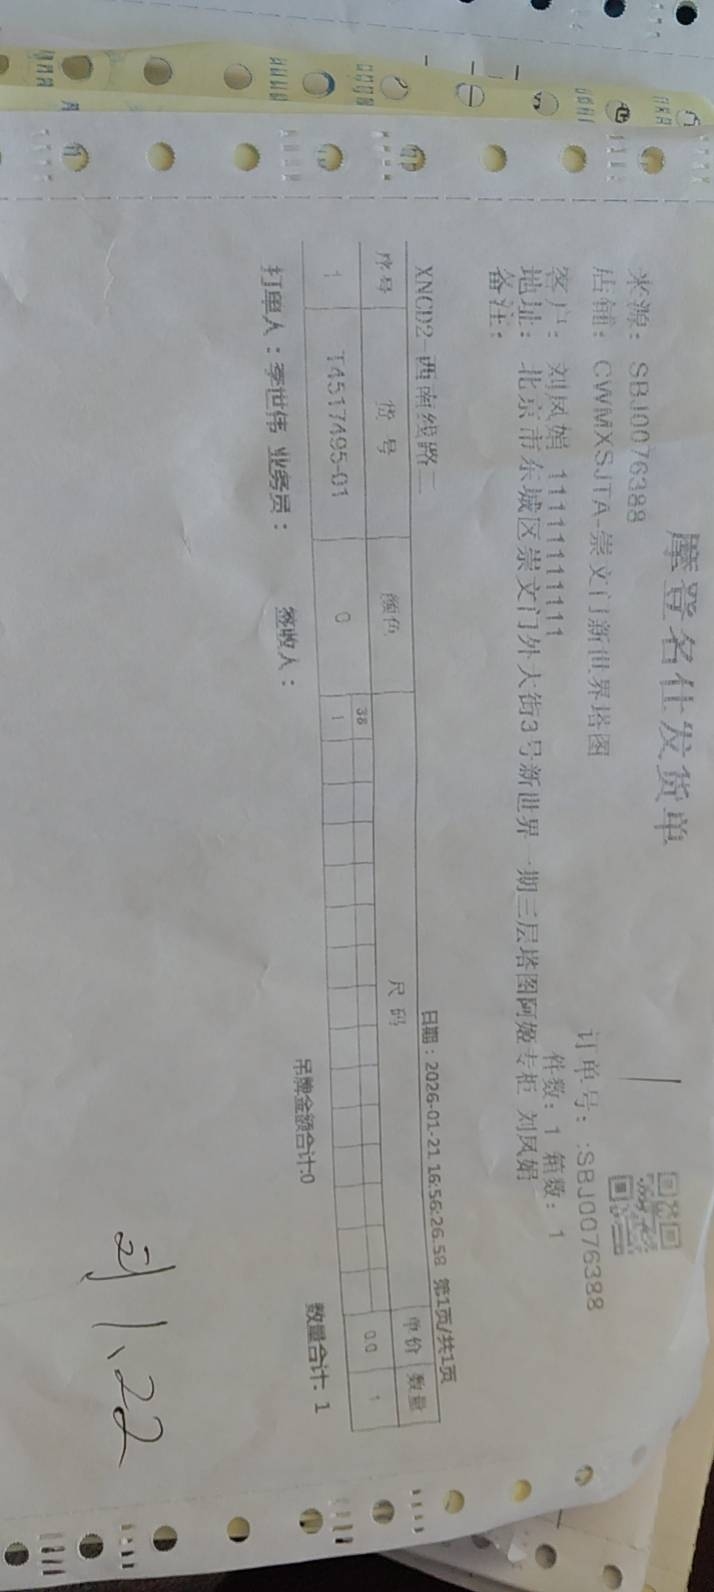 摩登名仕发货单
来源: SBJ0076388
店铺: CWMXSJTA-崇文门新世界塔图
订单号: :SBJ0076388
客户: 刘凤娟 11111111111
件数: 1 箱数: 1
地址: 北京市东城区崇文门外大街3号新世界一期三层塔图阿姬专柜 刘凤娟
备注:
XNCD2-西南线路二
日期: 2026-01-21 16:56:26.58 第1页/共1页
序号 货号 颜色 尺码 单价 数量
36
1 T4517495-01 0 1 0.0 1
打单人: 李世伟 业务员: 签收人: 吊牌金额合计:0 数量合计: 1
刘 1.22